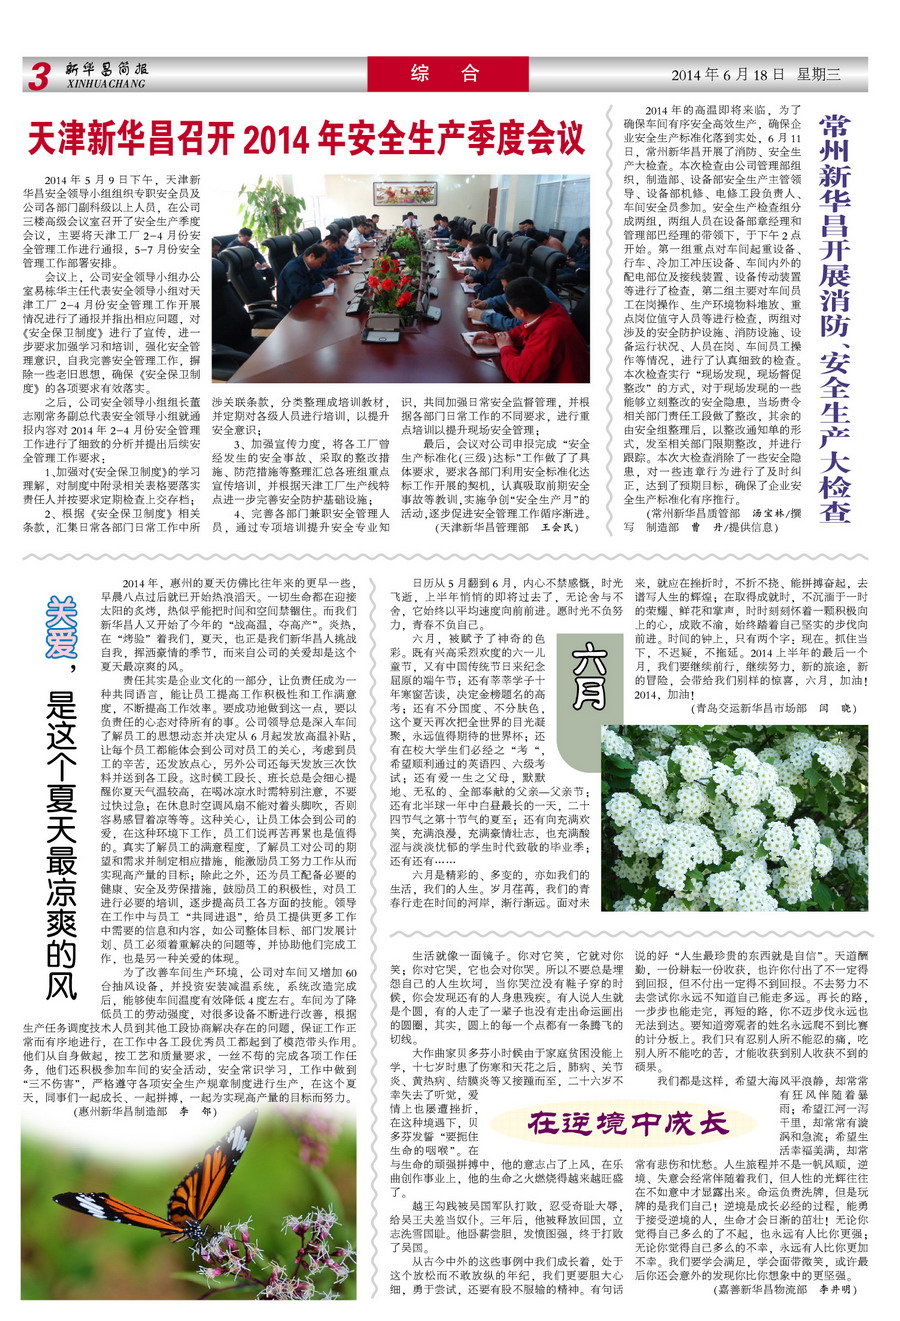 3
新华昌简报
XINHUACHANG
综 合
2014 年 6 月 18 日 星期三
天津新华昌召开 2014 年安全生产季度会议
2014 年 5 月 9 日下午，天津新
华昌安全领导小组组织专职安全员及
公司各部门副科级以上人员，在公司
三楼高级会议室召开了安全生产季度
会议，主要将天津工厂 2-4 月份安
全管理工作进行通报，5-7 月份安全
管理工作部署安排。
会议上，公司安全领导小组办公
室易栋华主任代表安全领导小组对天
津工厂 2-4 月份安全管理工作开展
情况进行了通报并指出相应问题，对
《安全保卫制度》进行了宣传，进一
步要求加强学习和培训，强化安全管
理意识，自我完善安全管理工作，摒
除一些老旧思想，确保《安全保卫制
度》的各项要求有效落实。
之后，公司安全领导小组组长董
志刚常务副总代表安全领导小组就通
报内容对 2014 年 2-4 月份安全管理
工作进行了细致的分析并提出后续安
全管理工作要求：
1、加强对《安全保卫制度》的学习
理解，对制度中附录相关表格要落实
责任人并按要求定期检查上交存档；
2、根据《安全保卫制度》相关
条款，汇集日常各部门日常工作中所
涉关联条款，分类整理成培训教材，
并定期对各级人员进行培训，以提升
安全意识；
3、加强宣传力度，将各工厂曾
经发生的安全事故、采取的整改措
施、防范措施等整理汇总各班组重点
宣传培训，并根据天津工厂生产线特
点进一步完善安全防护基础设施；
4、完善各部门兼职安全管理人
员，通过专项培训提升安全专业知
识，共同加强日常安全监督管理，并根
据各部门日常工作的不同要求，进行重
点培训以提升现场安全管理；
最后，会议对公司申报完成“安全
生产标准化(三级)达标”工作做了了具
体要求，要求各部门利用安全标准化达
标工作开展的契机，认真吸取前期安全
事故等教训，实施争创“安全生产月”的
活动，逐步促进安全管理工作循序渐进。
(天津新华昌管理部 王会民)
常州新华昌开展消防、安全生产大检查
2014 年的高温即将来临，为了
确保车间有序安全高效生产，确保企
业安全生产标准化落到实处，6 月 11
日，常州新华昌开展了消防、安全生
产大检查。本次检查由公司管理部组
织，制造部、设备部安全生产主管领
导、设备部机修、电修工段负责人、
车间安全员参加。安全生产检查组分
成两组，两组人员在设备部章经理和
管理部巴经理的带领下，于下午 2 点
开始。第一组重点对车间起重设备、
行车、冷加工冲压设备、车间内外的
配电部位及接线装置、设备传动装置
等进行了检查，第二组主要对车间员
工在岗操作、生产环境物料堆放、重
点岗位值守人员等进行检查，两组对
涉及的安全防护设施、消防设施、设
备运行状况、人员在岗、车间员工操
作等情况，进行了认真细致的检查。
本次检查实行“现场发现，现场督促
整改”的方式，对于现场发现的一些
能够立刻整改的安全隐患，当场责令
相关部门责任工段做了整改，其余的
由安全组整理后，以整改通知单的形
式，发至相关部门限期整改，并进行
跟踪。本次大检查消除了一些安全隐
患，对一些违章行为进行了及时纠
正，达到了预期目标，确保了企业安
全生产标准化有序推行。
(常州新华昌质管部 汤宝林/撰
写 制造部 曹 丹/提供信息)
关爱，是这个夏天最凉爽的风
2014 年，惠州的夏天仿佛比往年来的更早一些，
早晨八点过后就已开始热浪滔天。一切生命都在迎接
太阳的炙烤，热似乎能把时间和空间禁锢住。而我们
新华昌人又开始了今年的“战高温，夺高产”。炎热，
在“烤验”着我们，夏天，也正是我们新华昌人挑战
自我，挥洒豪情的季节，而来自公司的关爱却是这个
夏天最凉爽的风。
责任其实是企业文化的一部分，让负责任成为一
种共同语言，能让员工提高工作积极性和工作满意
度，不断提高工作效率。要成功地做到这一点，要以
负责任的心态对待所有的事。公司领导总是深入车间
了解员工的思想动态并决定从 6 月起发放高温补贴，
让每个员工都能体会到公司对员工的关心，考虑到员
工的辛苦，还发放点心，另外公司还每天发放三次饮
料并送到各工段。这时候工段长、班长总是会细心提
醒你夏天气温较高，在喝冰凉水时需特别注意，不要
过快过急；在休息时空调风扇不能对着头脚吹，否则
容易感冒着凉等等。这种关心，让员工体会到公司的
爱，在这种环境下工作，员工们说再苦再累也是值得
的。真实了解员工的满意程度，了解员工对公司的期
望和需求并制定相应措施，能激励员工努力工作从而
实现高产量的目标；除此之外，还为员工配备必要的
健康、安全及劳保措施，鼓励员工的积极性，对员工
进行必要的培训，逐步提高员工各方面的技能。领导
在工作中与员工“共同进退”，给员工提供更多工作
中需要的信息和内容，如公司整体目标、部门发展计
划、员工必须着重解决的问题等，并协助他们完成工
作，也是另一种关爱的体现。
为了改善车间生产环境，公司对车间又增加 60
台抽风设备，并投资安装减温系统，系统改造完成
后，能够使车间温度有效降低 4 度左右。车间为了降
低员工的劳动强度，对很多设备不断进行改善，根据
生产任务调度技术人员到其他工段协商解决存在的问题，保证工作正
常而有序地进行，在工作中各工段优秀员工都起到了模范带头作用。
他们从自身做起，按工艺和质量要求，一丝不苟的完成各项工作任
务，他们还积极参加车间的安全活动，安全常识学习，工作中做到
“三不伤害”，严格遵守各项安全生产规章制度进行生产，在这个夏
天，同事们一起成长、一起拼搏，一起为实现高产量的目标而努力。
(惠州新华昌制造部 李 邻)
六月
日历从 5 月翻到 6 月，内心不禁感慨，时光
飞逝，上半年悄悄的即将过去了，无论舍与不
舍，它始终以平均速度向前前进。愿时光不负努
力，青春不负自己。
六月，被赋予了神奇的色
彩。既有兴高采烈欢度的六一儿
童节，又有中国传统节日来纪念
屈原的端午节；还有莘莘学子十
年寒窗苦读，决定金榜题名的高
考；还有不分国度、不分肤色，
这个夏天再次把全世界的目光凝
聚，永远值得期待的世界杯；还
有在校大学生们必经之“考“，
希望顺利通过的英语四、六级考
试；还有爱一生之父母，默默
地、无私的、全部奉献的父亲—父亲节；
还有北半球一年中白昼最长的一天，二十
四节气之第十节气的夏至；还有向充满欢
笑，充满浪漫，充满豪情壮志，也充满酸
涩与淡淡忧郁的学生时代致敬的毕业季；
还有还有……
六月是精彩的、多变的，亦如我们的
生活，我们的人生。岁月荏苒，我们的青
春行走在时间的河岸，渐行渐远。面对未
来，就应在挫折时，不折不挠、能拼搏奋起，去
谱写人生的辉煌；在取得成就时，不沉湎于一时
的荣耀、鲜花和掌声，时时刻刻怀着一颗积极向
上的心，成败不渝，始终踏着自己坚实的步伐向
前进。时间的钟上，只有两个字：现在。抓住当
下，不迟疑，不拖延。2014 上半年的最后一个
月，我们要继续前行，继续努力，新的旅途，新
的冒险，会带给我们别样的惊喜，六月，加油！
2014，加油！
(青岛交运新华昌市场部 闫 晓)
在逆境中成长
生活就像一面镜子。你对它笑，它就对你
笑；你对它哭，它也会对你哭。所以不要总是埋
怨自己的人生坎坷，当你哭泣没有鞋子穿的时
候，你会发现还有的人身患残疾。有人说人生就
是个圆，有的人走了一辈子也没有走出命运画出
的圆圈，其实，圆上的每一个点都有一条腾飞的
切线。
大作曲家贝多芬小时侯由于家庭贫困没能上
学，十七岁时患了伤寒和天花之后，肺病、关节
炎、黄热病、结膜炎等又接踵而至，二十六岁不
幸失去了听觉，爱
情上也屡遭挫折，
在这种境遇下，贝
多芬发誓“要扼住
生命的咽喉”。在
与生命的顽强拼搏中，他的意志占了上风，在乐
曲创作事业上，他的生命之火燃烧得越来越旺盛
了。
越王勾践被吴国军队打败，忍受奇耻大辱，
给吴王夫差当奴仆。三年后，他被释放回国，立
志洗雪国耻。他卧薪尝胆，发愤图强，终于打败
了吴国。
从古今中外的这些事例中我们成长着，处于
这个放松而不敢放纵的年纪，我们更要胆大心
细，勇于尝试，还要有股不服输的精神。有句话
说的好“人生最珍贵的东西就是自信”。天道酬
勤，一份耕耘一份收获，也许你付出了不一定得
到回报，但不付出一定得不到回报。不去努力不
去尝试你永远不知道自己能走多远。再长的路，
一步步也能走完，再短的路，你不迈步伐永远也
无法到达。要知道旁观者的姓名永远爬不到比赛
的计分板上。我们只有忍别人所不能忍的痛，吃
别人所不能吃的苦，才能收获到别人收获不到的
硕果。
我们都是这样，希望大海风平浪静，却常常
有狂风伴随着暴
雨；希望江河一泻
千里，却常常有漩
涡和急流；希望生
活幸福美满，却常
常有悲伤和忧愁。人生旅程并不是一帆风顺，逆
境、失意会经常伴随着我们，但人性的光辉往往
在不如意中才显露出来。命运负责洗牌，但是玩
牌的是我们自己！逆境是成长必经的过程，能勇
于接受逆境的人，生命才会日渐的茁壮！无论你
觉得自己多么的了不起，也永远有人比你更强；
无论你觉得自己多么的不幸，永远有人比你更加
不幸。我们要学会满足，学会面带微笑，或许最
后你还会意外的发现你比你想象中的更坚强。
(嘉善新华昌物流部 李井明)